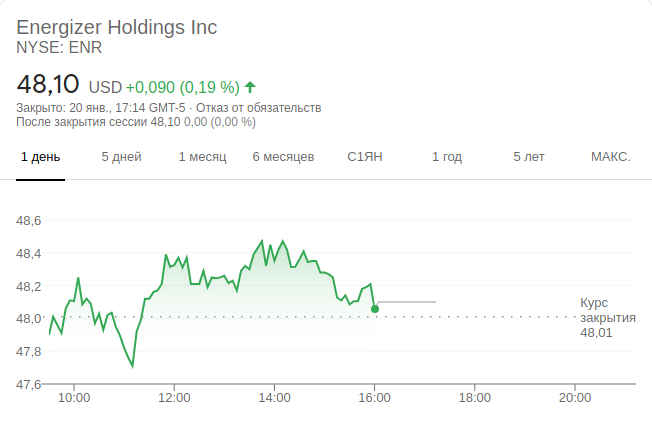 Energizer Holdings Inc
NYSE: ENR
48,10 USD +0,090 (0,19 %)
Закрыто: 20 янв., 17:14 GMT-5 · Отказ от обязательств
После закрытия сессии 48,10 0,00 (0,00 %)
1 день 5 дней 1 месяц 6 месяцев С1ЯН 1 год 5 лет МАКС.
48,6
48,4
48,2
48,0
47,8
47,6
Курс
закрытия
48,01
10:00 12:00 14:00 16:00 18:00 20:00